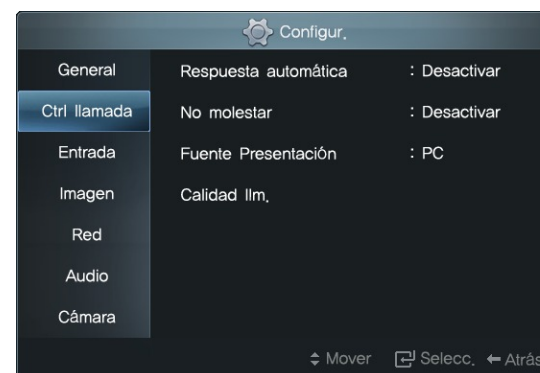 Configur.
General
Respuesta automática : Desactivar
Ctrl llamada
No molestar : Desactivar
Entrada
Fuente Presentación : PC
Imagen
Calidad llm.
Red
Audio
Cámara
Mover Selecc. Atrás